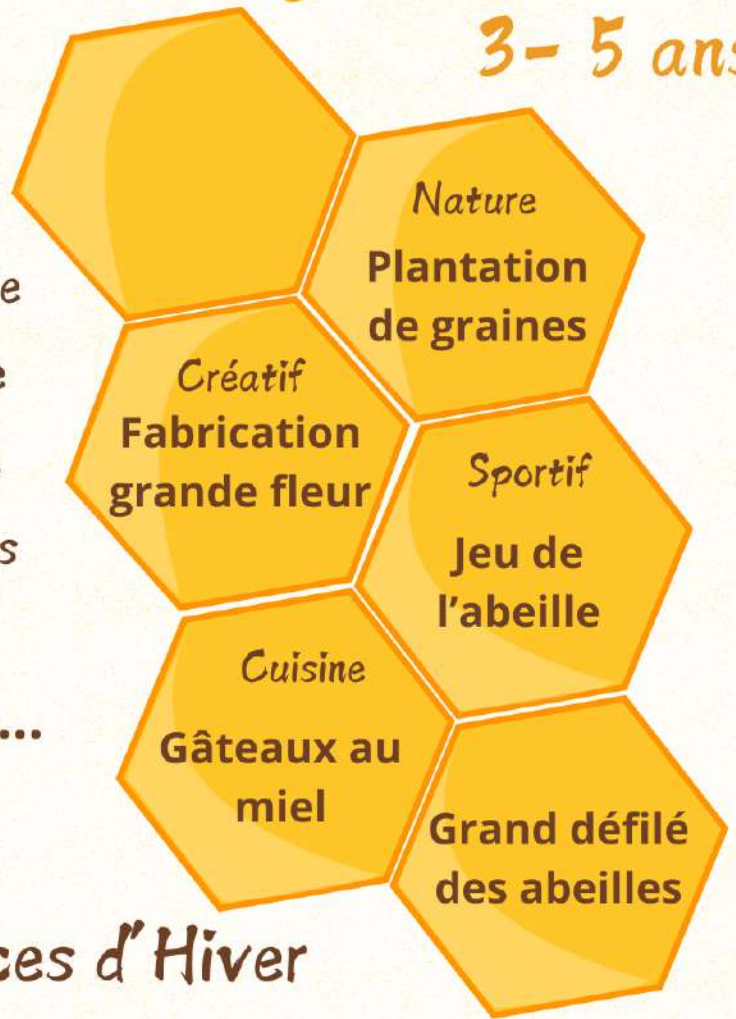 3- 5 ans
Nature
Plantation
de graines
Créatif
Fabrication
grande fleur
Sportif
Jeu de
l'abeille
Cuisine
Gâteaux au
miel
...
Grand défilé
des abeilles
d'Hiver